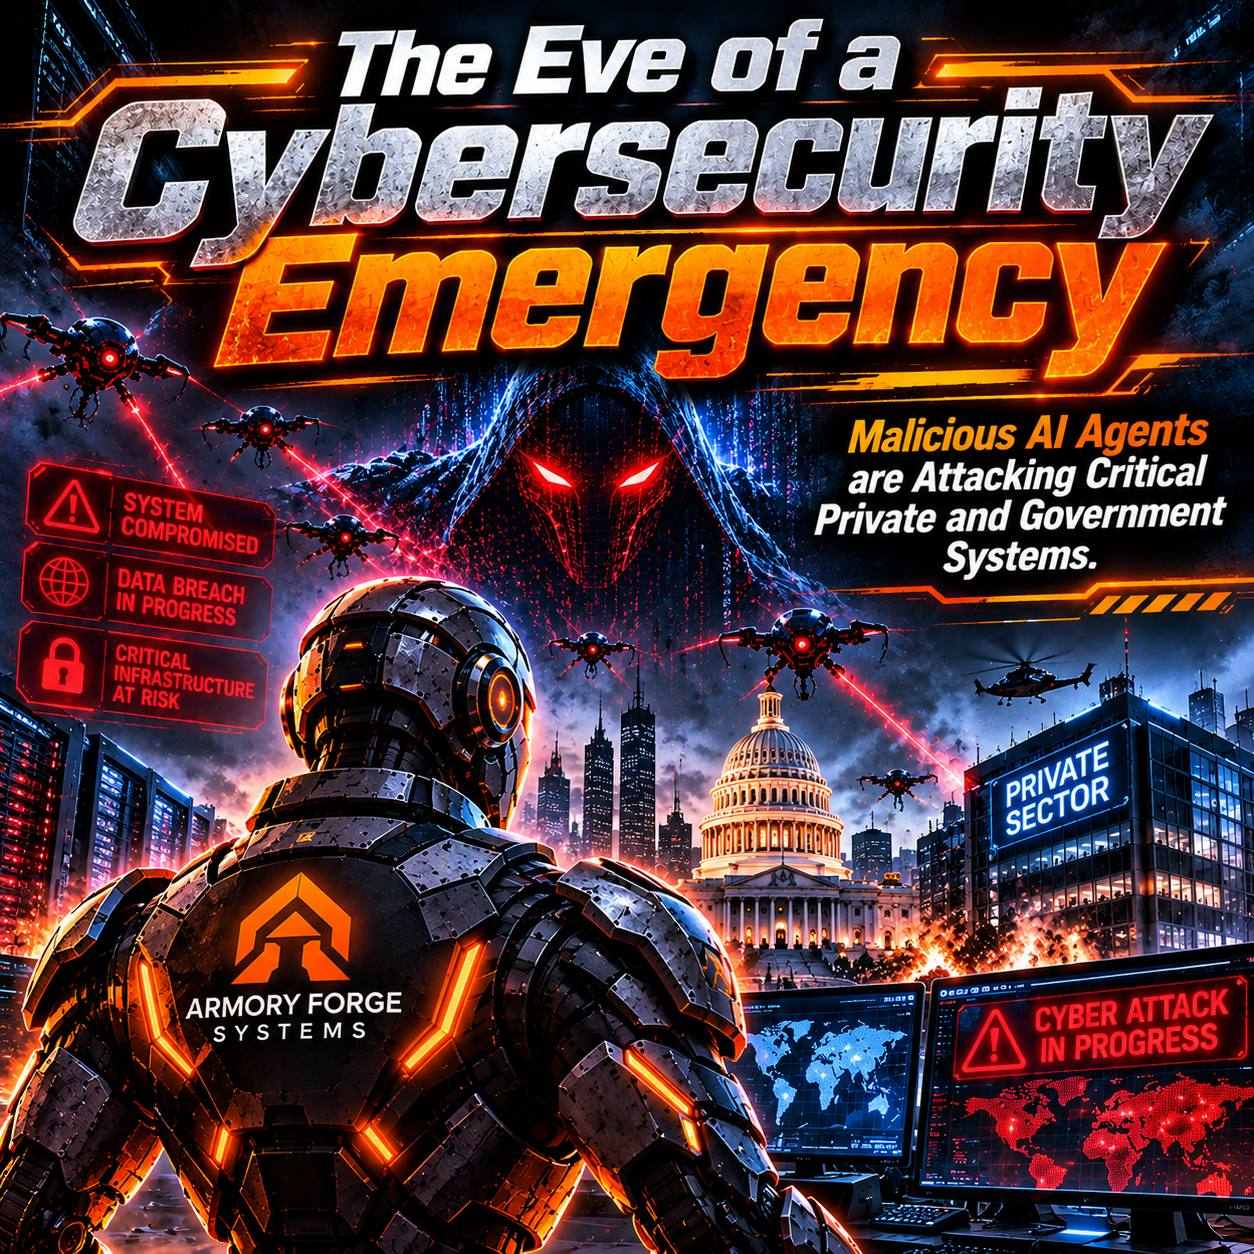 The Eve of a
Cybersecurity
Emergency
Malicious AI Agents
are Attacking Critical
Private and Government
Systems.
SYSTEM
COMPROMISED
DATA BREACH
IN PROGRESS
CRITICAL
INFRASTRUCTURE
AT RISK
PRIVATE
SECTOR
ARMORY FORGE
SYSTEMS
CYBER ATTACK
IN PROGRESS